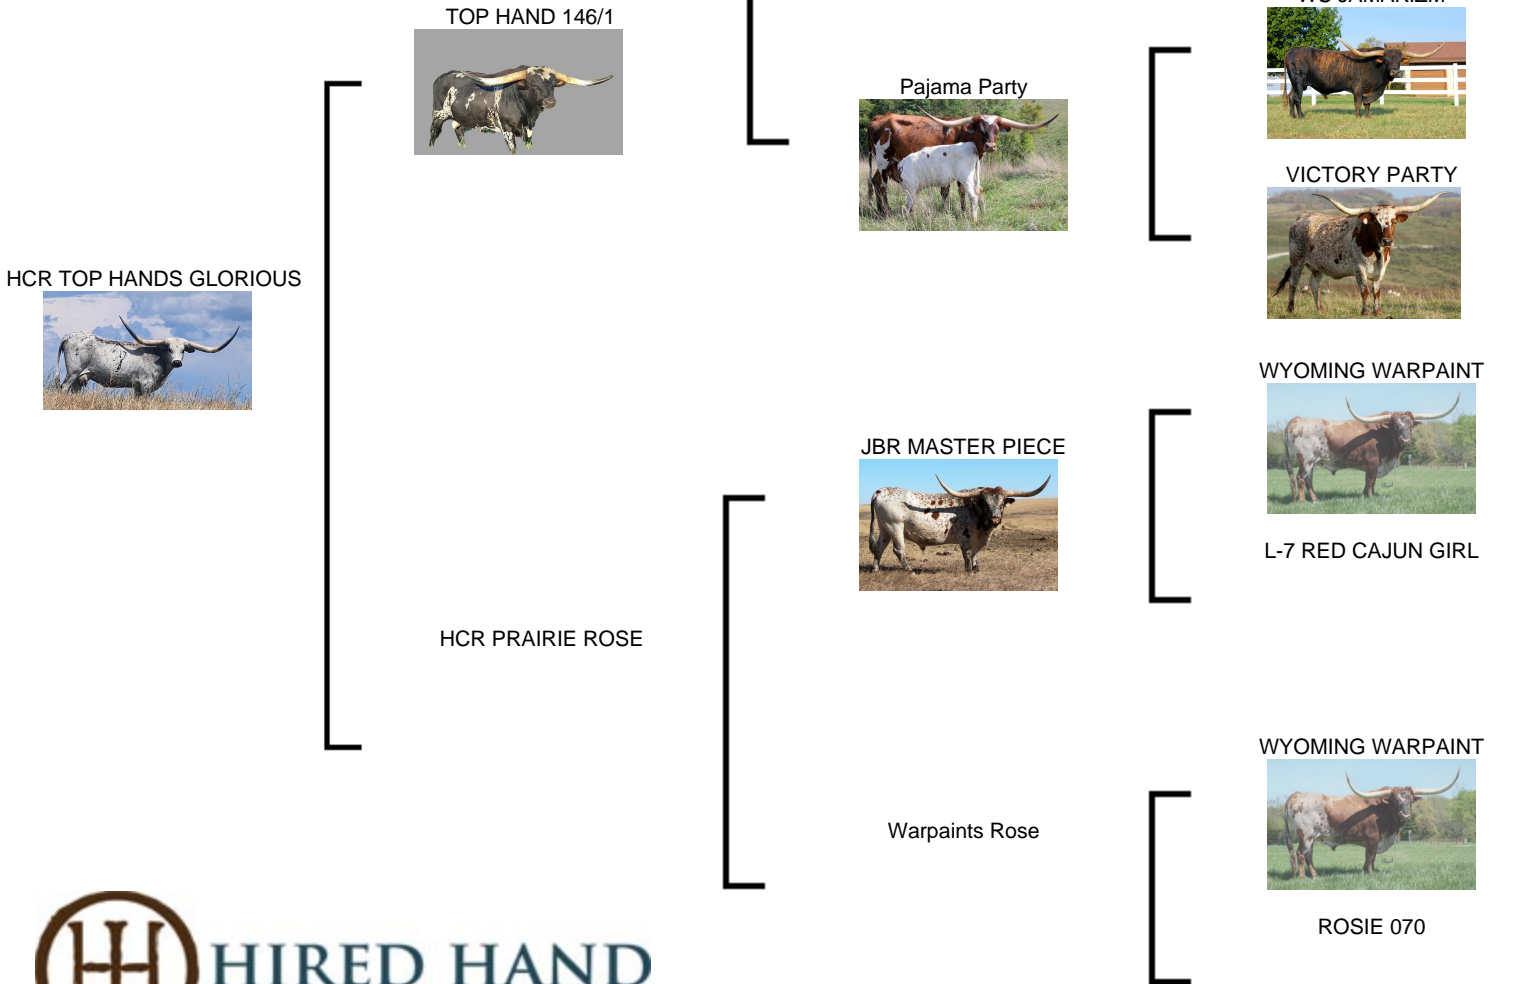 TOP HAND 146/1
Pajama Party
VICTORY PARTY
HCR TOP HANDS GLORIOUS
WYOMING WARPAINT
JBR MASTER PIECE
L-7 RED CAJUN GIRL
HCR PRAIRIE ROSE
WYOMING WARPAINT
Warpaints Rose
ROSIE 070
HIRED HAND